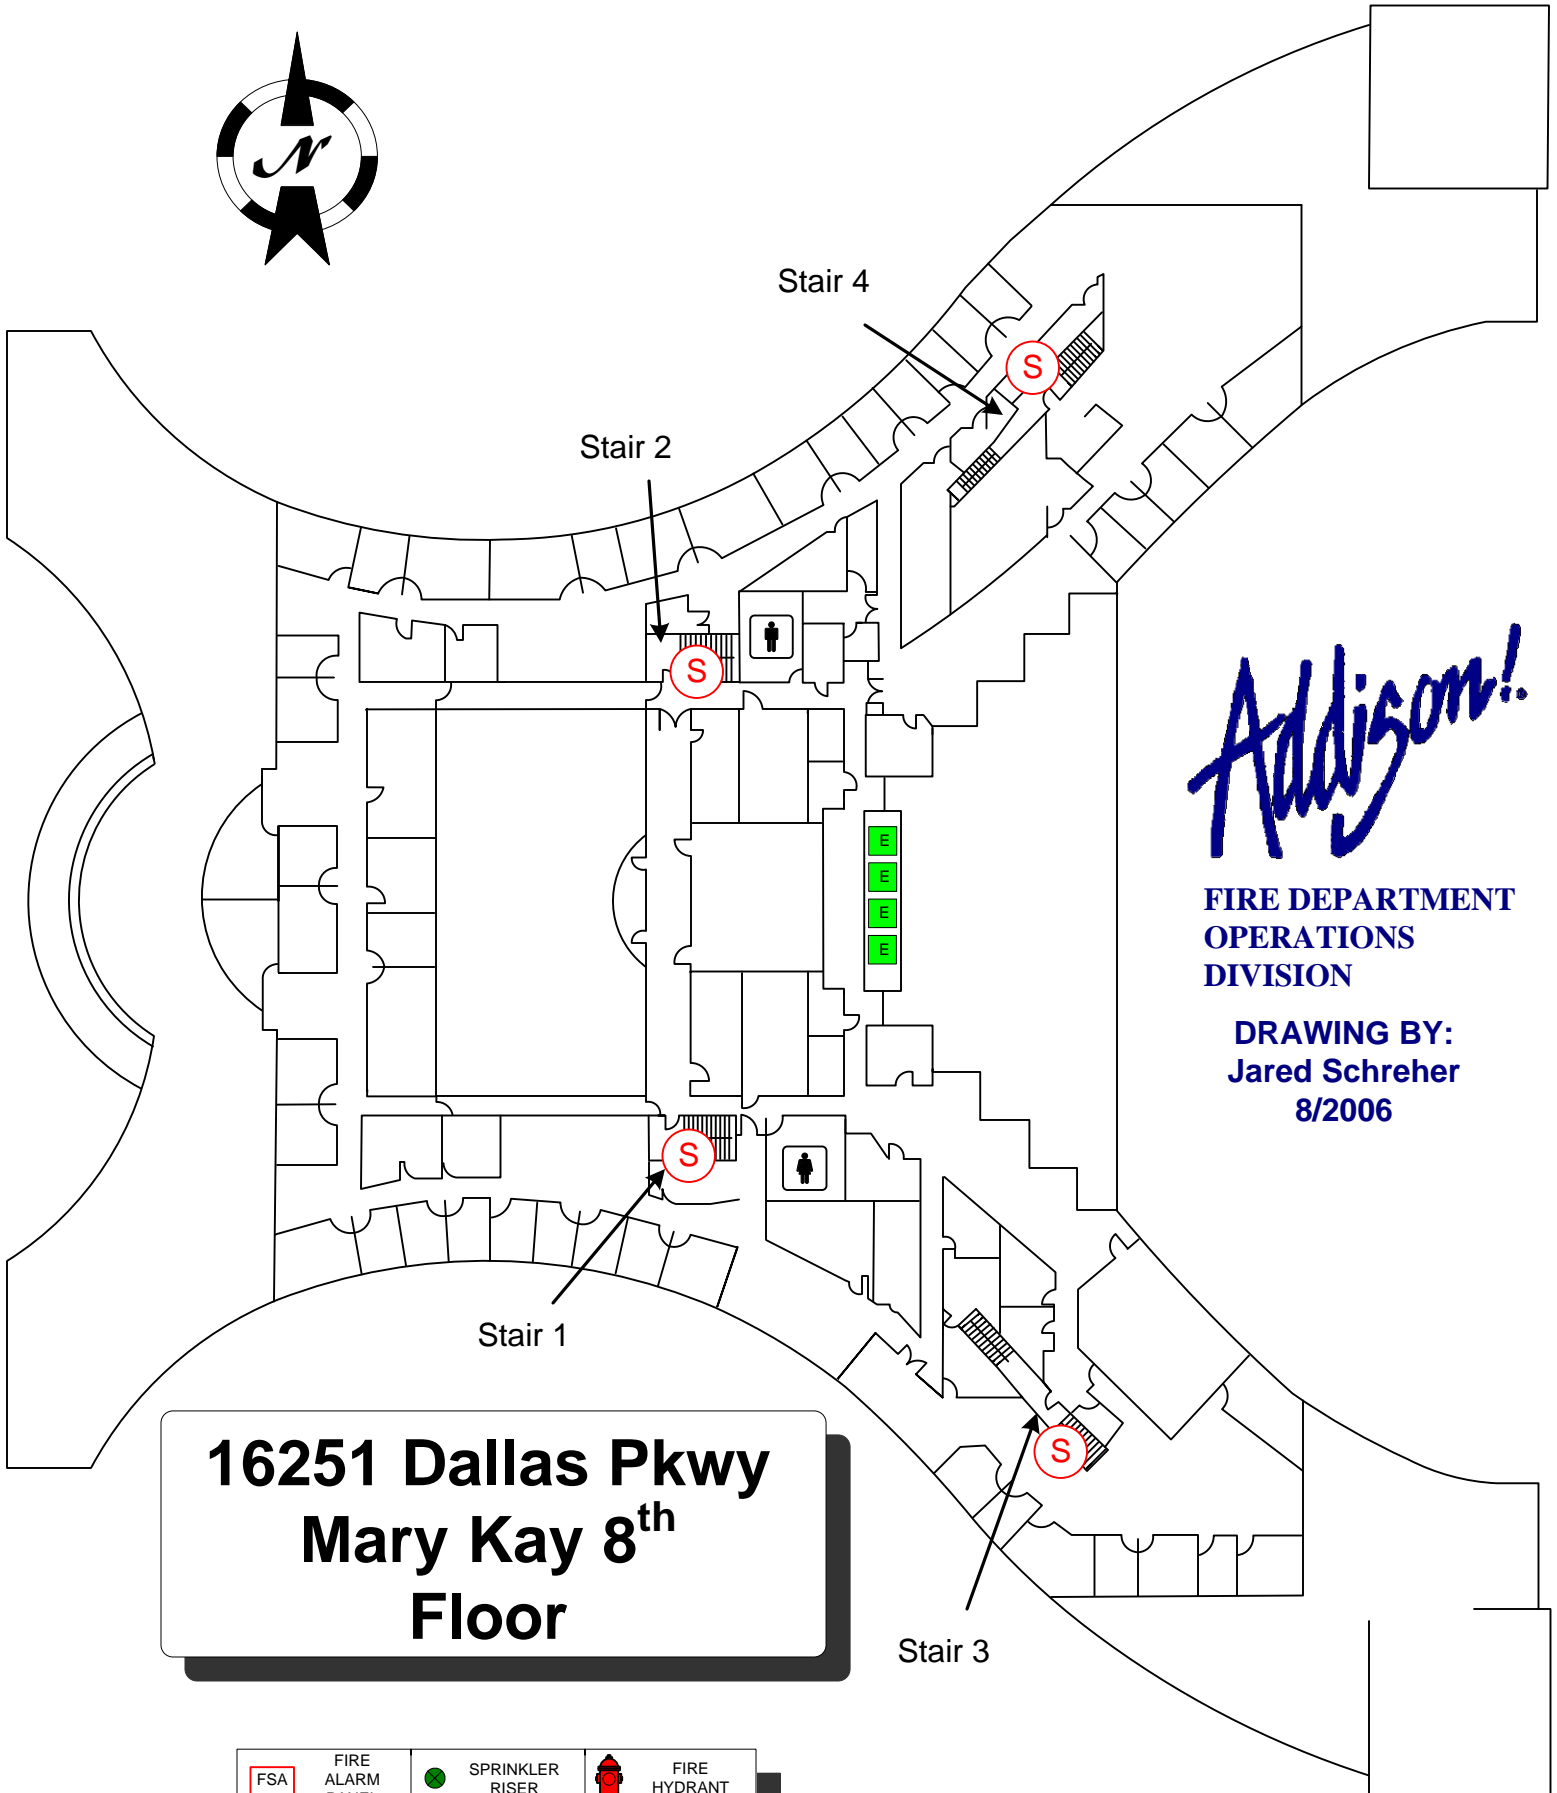 N
Stair 4
S
Stair 2
S
E
E
E
E
Addison!
FIRE DEPARTMENT
OPERATIONS
DIVISION
DRAWING BY:
Jared Schreher
8/2006
S
Stair 1
S
16251 Dallas Pkwy
Mary Kay 8th
Floor
Stair 3
FSA
FIRE
ALARM
SPRINKLER
RISER
FIRE
HYDRANT